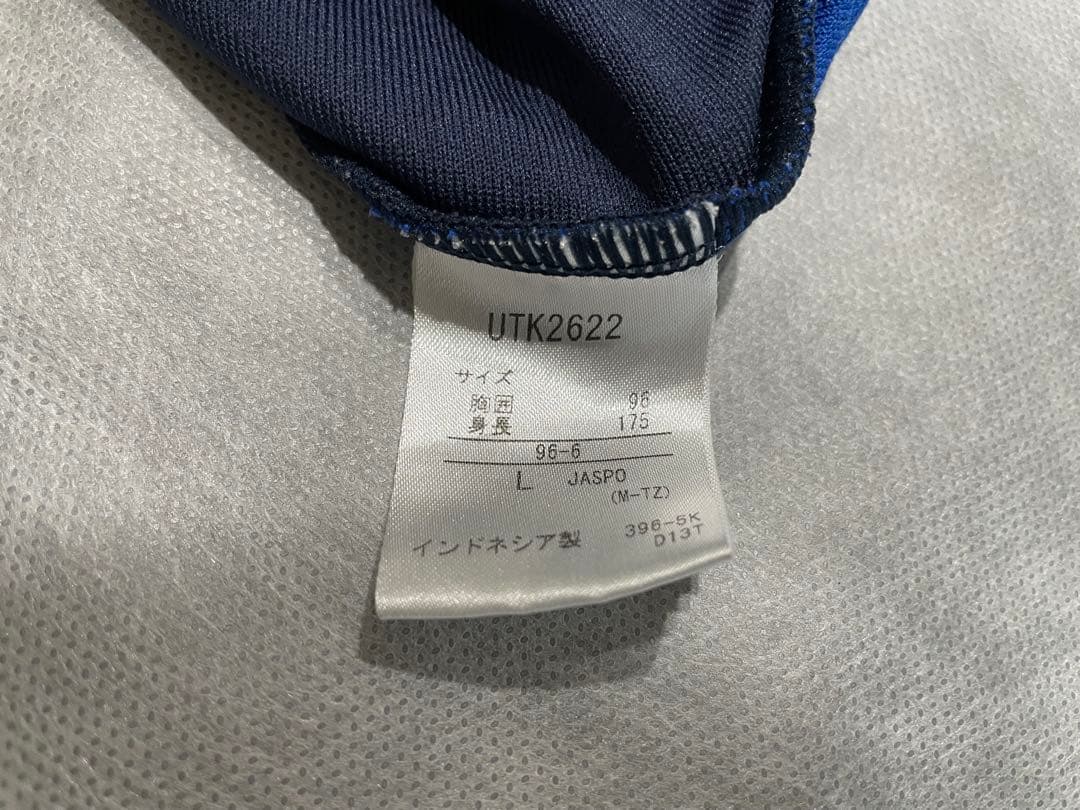 UTK2622
サイズ
胸囲 96
身長 175
96-6
L JASPO
(M-TZ)
インドネシア製 396-5K
D13T